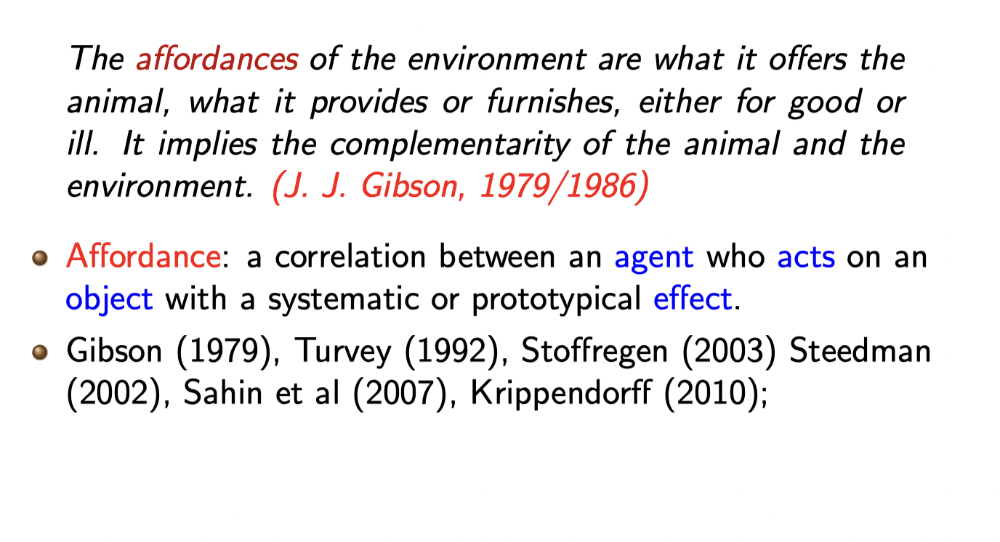 The affordances of the environment are what it offers the
animal, what it provides or furnishes, either for good or
ill. It implies the complementarity of the animal and the
environment. (J. J. Gibson, 1979/1986)
Affordance: a correlation between an agent who acts on an
object with a systematic or prototypical effect.
Gibson (1979), Turvey (1992), Stoffregen (2003) Steedman
(2002), Sahin et al (2007), Krippendorff (2010);